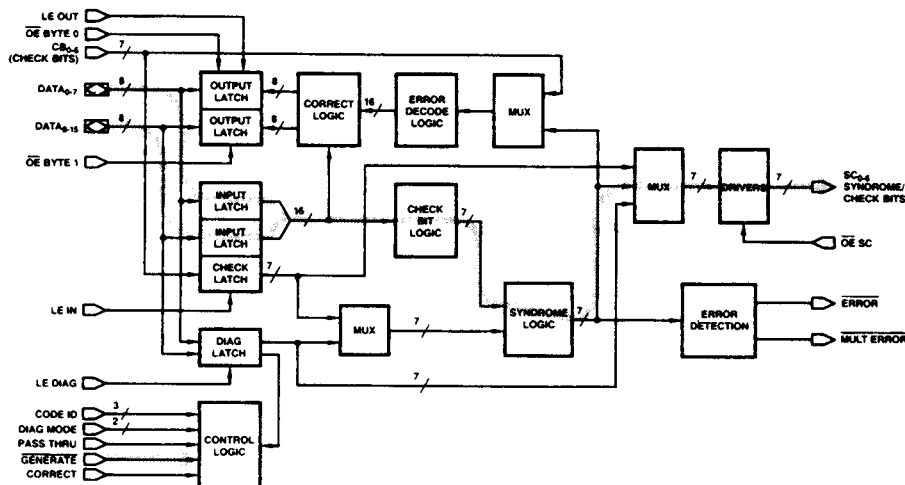 LE OUT
OE BYTE 0
CB0-6
(CHECK BITS)
7
DATA0-7
8
DATA8-15
8
OE BYTE 1
OUTPUT
LATCH
OUTPUT
LATCH
8
8
CORRECT
LOGIC
16
ERROR
DECODE
LOGIC
MUX
INPUT
LATCH
INPUT
LATCH
CHECK
LATCH
16
7
CHECK
BIT
LOGIC
7
MUX
7
DRIVERS
7
SC0-6
SYNDROME/
CHECK BITS
OE SC
LE IN
MUX
7
SYNDROME
LOGIC
7
ERROR
DETECTION
ERROR
MULT ERROR
DIAG
LATCH
7
LE DIAG
CODE ID
3
DIAG MODE
2
PASS THRU
GENERATE
CORRECT
CONTROL
LOGIC